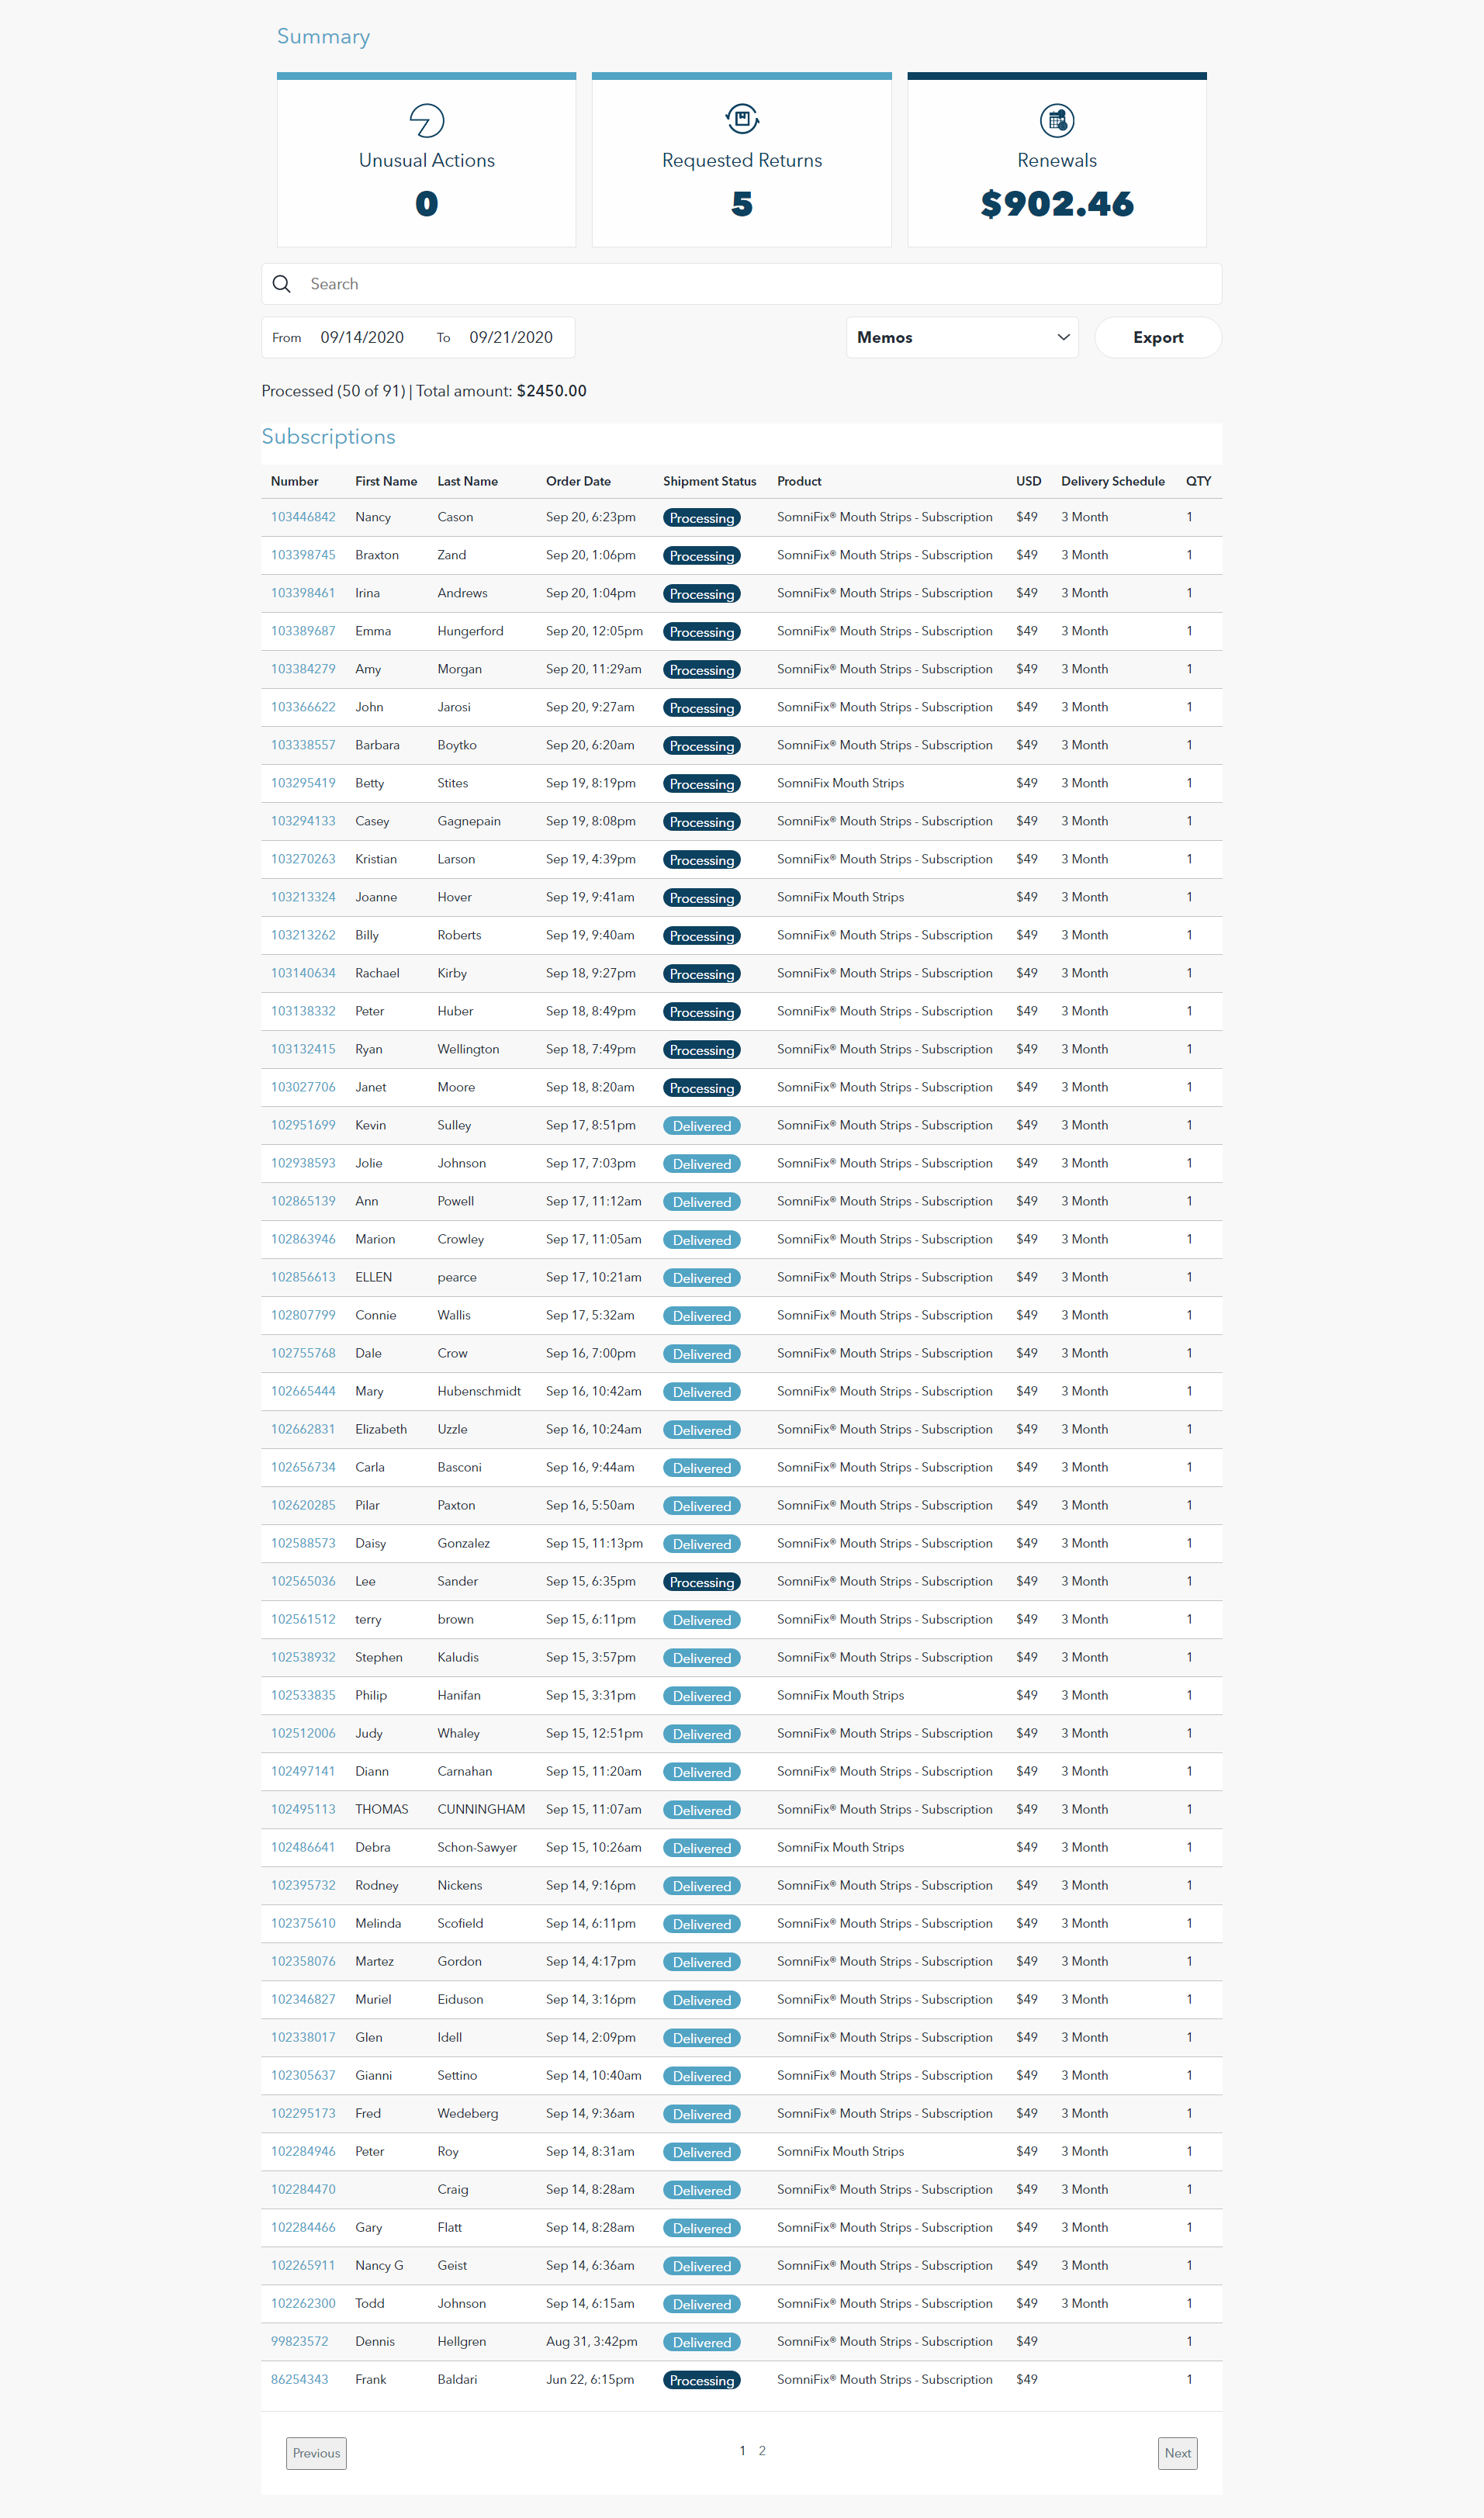 Summary
Unusual Actions
0
Requested Returns
5
Renewals
$902.46
Search
From 09/14/2020 To 09/21/2020 Memos Export
Processed (50 of 91) | Total amount: $2450.00
Subscriptions
Number First Name Last Name Order Date Shipment Status Product USD Delivery Schedule QTY
103446842 Nancy Cason Sep 20, 6:23pm Processing SomniFix® Mouth Strips - Subscription $49 3 Month 1
103398745 Braxton Zand Sep 20, 1:06pm Processing SomniFix® Mouth Strips - Subscription $49 3 Month 1
103398461 Irina Andrews Sep 20, 1:04pm Processing SomniFix® Mouth Strips - Subscription $49 3 Month 1
103389687 Emma Hungerford Sep 20, 12:05pm Processing SomniFix® Mouth Strips - Subscription $49 3 Month 1
103384279 Amy Morgan Sep 20, 11:29am Processing SomniFix® Mouth Strips - Subscription $49 3 Month 1
103366622 John Jarosi Sep 20, 9:27am Processing SomniFix® Mouth Strips - Subscription $49 3 Month 1
103338557 Barbara Boytko Sep 20, 6:20am Processing SomniFix® Mouth Strips - Subscription $49 3 Month 1
103295419 Betty Stites Sep 19, 8:19pm Processing SomniFix Mouth Strips $49 3 Month 1
103294133 Casey Gagnepain Sep 19, 8:08pm Processing SomniFix® Mouth Strips - Subscription $49 3 Month 1
103270263 Kristian Larson Sep 19, 4:39pm Processing SomniFix® Mouth Strips - Subscription $49 3 Month 1
103213324 Joanne Hover Sep 19, 9:41am Processing SomniFix Mouth Strips $49 3 Month 1
103213262 Billy Roberts Sep 19, 9:40am Processing SomniFix® Mouth Strips - Subscription $49 3 Month 1
103140634 Rachael Kirby Sep 18, 9:27pm Processing SomniFix® Mouth Strips - Subscription $49 3 Month 1
103138332 Peter Huber Sep 18, 8:49pm Processing SomniFix® Mouth Strips - Subscription $49 3 Month 1
103132415 Ryan Wellington Sep 18, 7:49pm Processing SomniFix® Mouth Strips - Subscription $49 3 Month 1
103027706 Janet Moore Sep 18, 8:20am Processing SomniFix® Mouth Strips - Subscription $49 3 Month 1
102951699 Kevin Sulley Sep 17, 8:51pm Delivered SomniFix® Mouth Strips - Subscription $49 3 Month 1
102938593 Jolie Johnson Sep 17, 7:03pm Delivered SomniFix® Mouth Strips - Subscription $49 3 Month 1
102865139 Ann Powell Sep 17, 11:12am Delivered SomniFix® Mouth Strips - Subscription $49 3 Month 1
102863946 Marion Crowley Sep 17, 11:05am Delivered SomniFix® Mouth Strips - Subscription $49 3 Month 1
102856613 ELLEN pearce Sep 17, 10:21am Delivered SomniFix® Mouth Strips - Subscription $49 3 Month 1
102807799 Connie Wallis Sep 17, 5:32am Delivered SomniFix® Mouth Strips - Subscription $49 3 Month 1
102755768 Dale Crow Sep 16, 7:00pm Delivered SomniFix® Mouth Strips - Subscription $49 3 Month 1
102665444 Mary Hubenschmidt Sep 16, 10:42am Delivered SomniFix® Mouth Strips - Subscription $49 3 Month 1
102662831 Elizabeth Uzzle Sep 16, 10:24am Delivered SomniFix® Mouth Strips - Subscription $49 3 Month 1
102656734 Carla Basconi Sep 16, 9:44am Delivered SomniFix® Mouth Strips - Subscription $49 3 Month 1
102620285 Pilar Paxton Sep 16, 5:50am Delivered SomniFix® Mouth Strips - Subscription $49 3 Month 1
102588573 Daisy Gonzalez Sep 15, 11:13pm Delivered SomniFix® Mouth Strips - Subscription $49 3 Month 1
102565036 Lee Sander Sep 15, 6:35pm Processing SomniFix® Mouth Strips - Subscription $49 3 Month 1
102561512 terry brown Sep 15, 6:11pm Delivered SomniFix® Mouth Strips - Subscription $49 3 Month 1
102538932 Stephen Kaludis Sep 15, 3:57pm Delivered SomniFix® Mouth Strips - Subscription $49 3 Month 1
102533835 Philip Hanifan Sep 15, 3:31pm Delivered SomniFix Mouth Strips $49 3 Month 1
102512006 Judy Whaley Sep 15, 12:51pm Delivered SomniFix® Mouth Strips - Subscription $49 3 Month 1
102497141 Diann Carnahan Sep 15, 11:20am Delivered SomniFix® Mouth Strips - Subscription $49 3 Month 1
102495113 THOMAS CUNNINGHAM Sep 15, 11:07am Delivered SomniFix® Mouth Strips - Subscription $49 3 Month 1
102486641 Debra Schon-Sawyer Sep 15, 10:26am Delivered SomniFix Mouth Strips $49 3 Month 1
102395732 Rodney Nickens Sep 14, 9:16pm Delivered SomniFix® Mouth Strips - Subscription $49 3 Month 1
102375610 Melinda Scofield Sep 14, 6:11pm Delivered SomniFix® Mouth Strips - Subscription $49 3 Month 1
102358076 Martez Gordon Sep 14, 4:17pm Delivered SomniFix® Mouth Strips - Subscription $49 3 Month 1
102346827 Muriel Eiduson Sep 14, 3:16pm Delivered SomniFix® Mouth Strips - Subscription $49 3 Month 1
102338017 Glen Idell Sep 14, 2:09pm Delivered SomniFix® Mouth Strips - Subscription $49 3 Month 1
102305637 Gianni Settino Sep 14, 10:40am Delivered SomniFix® Mouth Strips - Subscription $49 3 Month 1
102295173 Fred Wedeberg Sep 14, 9:36am Delivered SomniFix® Mouth Strips - Subscription $49 3 Month 1
102284946 Peter Roy Sep 14, 8:31am Delivered SomniFix Mouth Strips $49 3 Month 1
102284470 Craig Sep 14, 8:28am Delivered SomniFix® Mouth Strips - Subscription $49 3 Month 1
102284466 Gary Flatt Sep 14, 8:28am Delivered SomniFix® Mouth Strips - Subscription $49 3 Month 1
102265911 Nancy G Geist Sep 14, 6:36am Delivered SomniFix® Mouth Strips - Subscription $49 3 Month 1
102262300 Todd Johnson Sep 14, 6:15am Delivered SomniFix® Mouth Strips - Subscription $49 3 Month 1
99823572 Dennis Hellgren Aug 31, 3:42pm Delivered SomniFix® Mouth Strips - Subscription $49 1
86254343 Frank Baldari Jun 22, 6:15pm Processing SomniFix® Mouth Strips - Subscription $49 1
Previous 1 2 Next